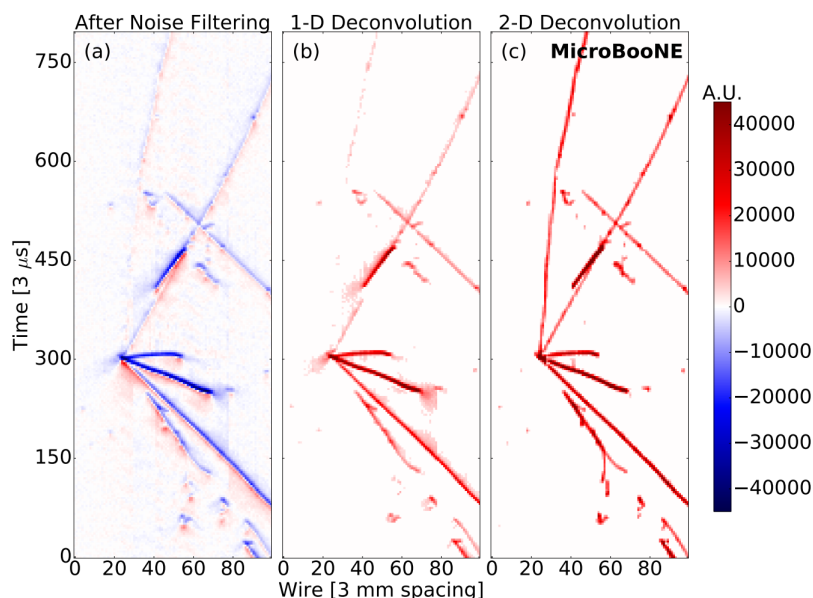 After Noise Filtering 1-D Deconvolution 2-D Deconvolution
(a) (b) (c) MicroBooNE
A.U.
750
600
450
300
150
0
Time [3 μs]
0 20 40 60 80 0 20 40 60 80 0 20 40 60 80
Wire [3 mm spacing]
40000
30000
20000
10000
0
−10000
−20000
−30000
−40000